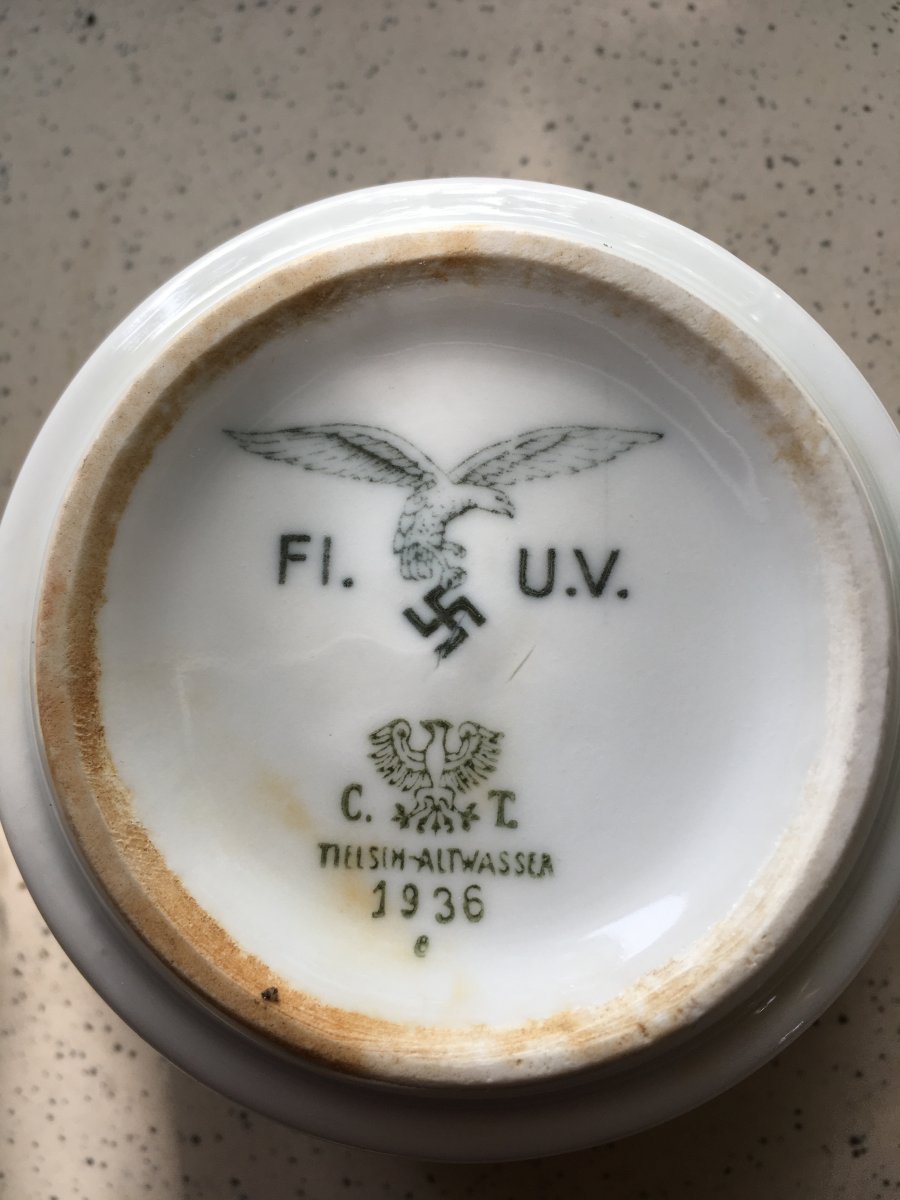 Fl. U.V.
C. T.
TIELSCH-ALTWASSER
1936
e